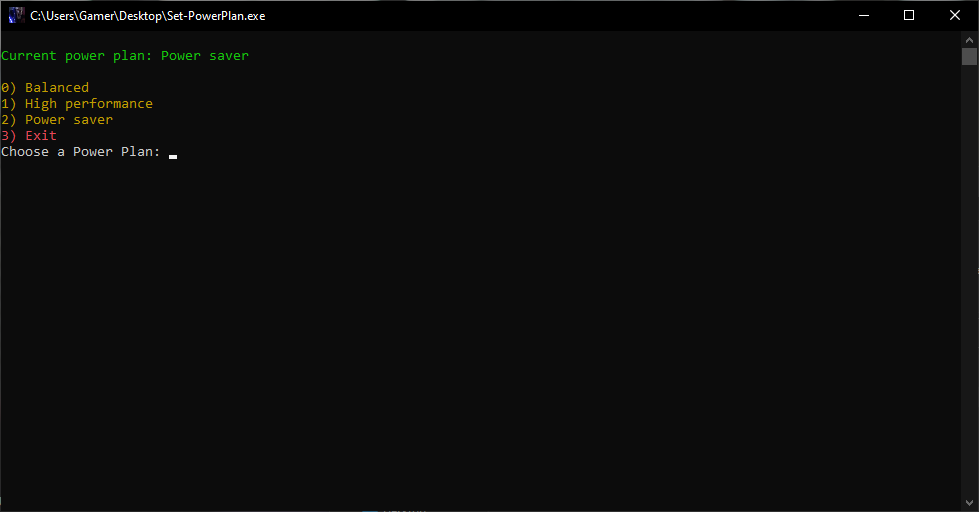 C:\Users\Gamer\Desktop\Set-PowerPlan.exe
Current power plan: Power saver
0) Balanced
1) High performance
2) Power saver
3) Exit
Choose a Power Plan: